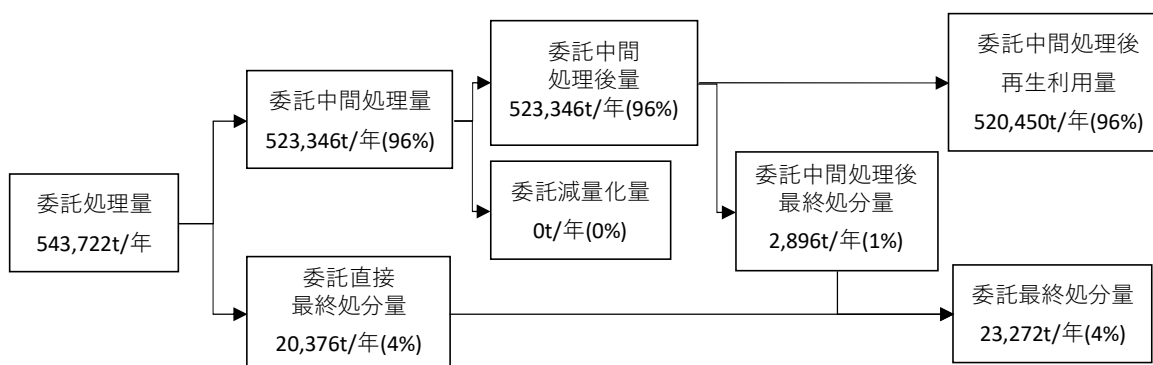 委託処理量
543,722t/年
委託中間処理量
523,346t/年(96%)
委託直接
最終処分量
20,376t/年(4%)
委託中間
処理後量
523,346t/年(96%)
委託減量化量
0t/年(0%)
委託中間処理後
最終処分量
2,896t/年(1%)
委託中間処理後
再生利用量
520,450t/年(96%)
委託最終処分量
23,272t/年(4%)